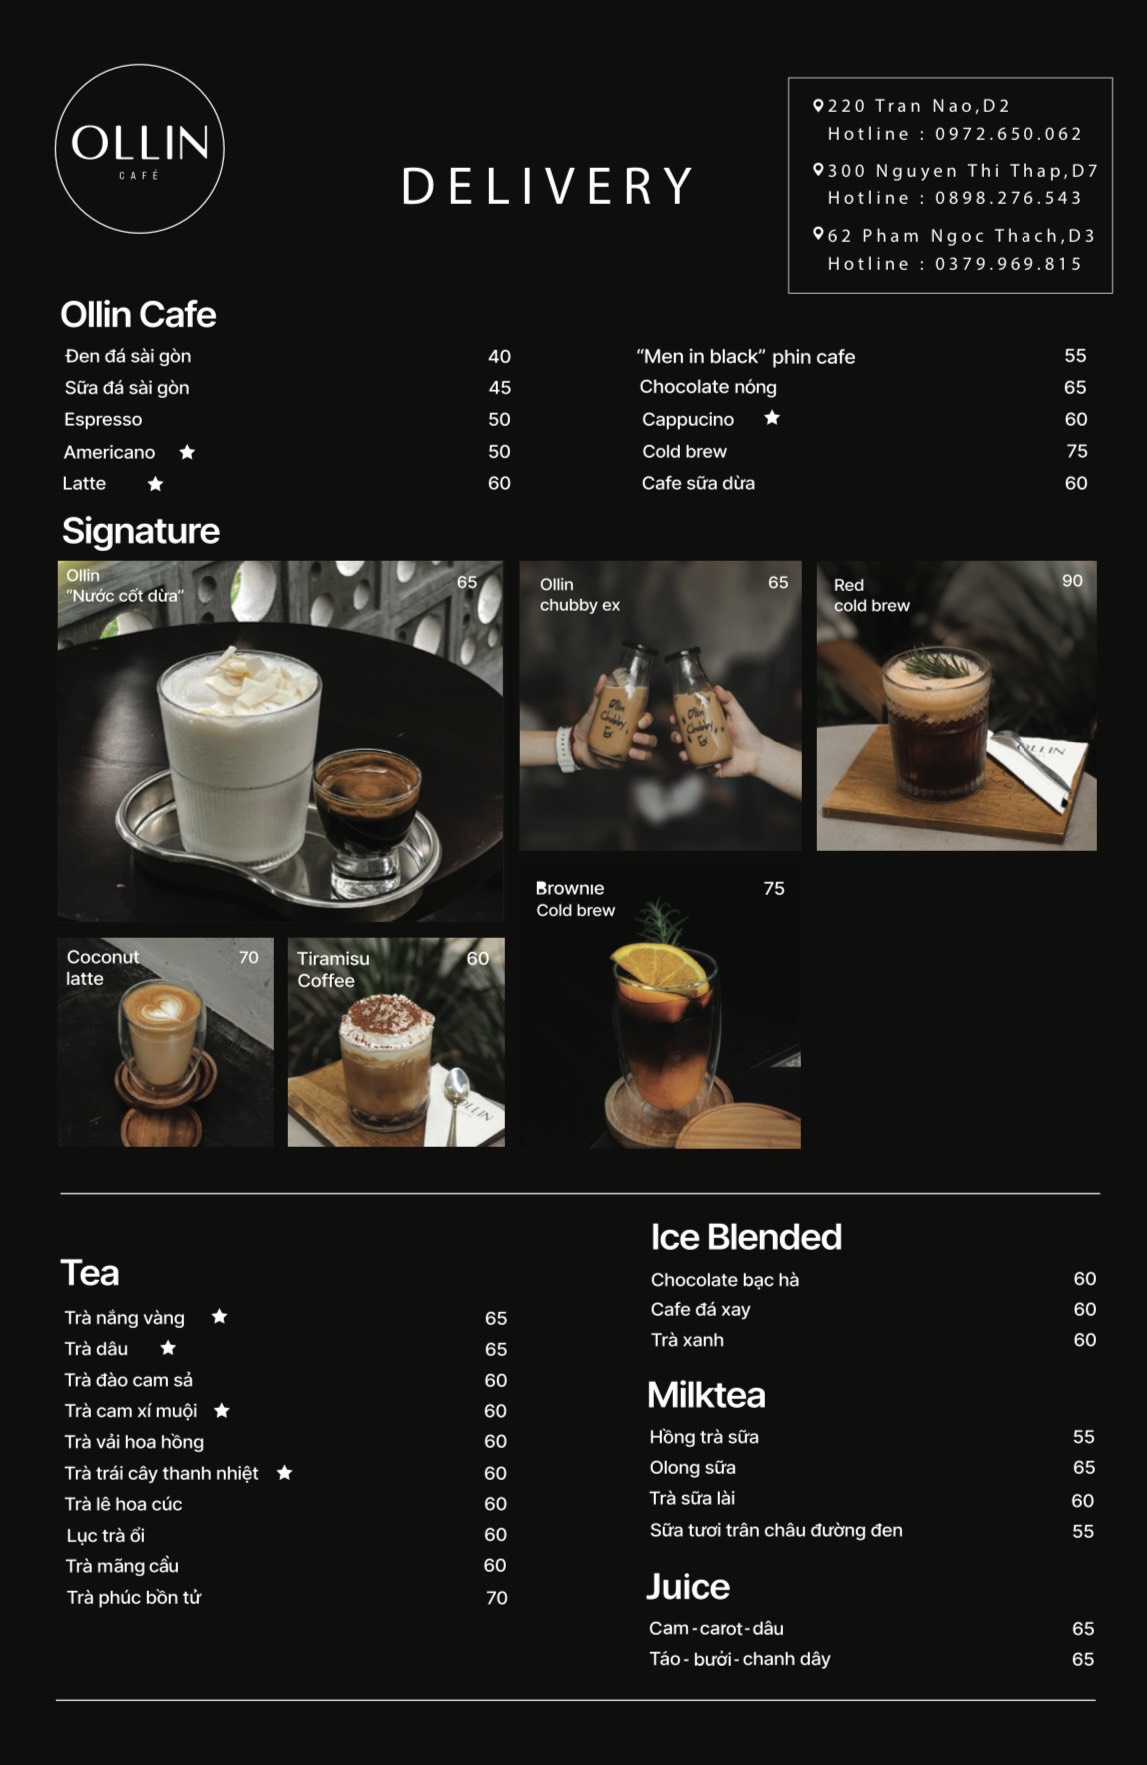 OLLIN
CAFÉ
DELIVERY
220 Tran Nao,D2
Hotline : 0972.650.062
300 Nguyen Thi Thap,D7
Hotline : 0898.276.543
62 Pham Ngoc Thach,D3
Hotline : 0379.969.815
Ollin Cafe
Đen đá sài gòn 40
Sữa đá sài gòn 45
Espresso 50
Americano ★ 50
Latte ★ 60
“Men in black” phin cafe 55
Chocolate nóng 65
Cappucino ★ 60
Cold brew 75
Cafe sữa dừa 60
Signature
Ollin 65
“Nước cốt dừa”
Ollin 65
chubby ex
Ollin
Chubby
Ex
Ollin
Chubby
Ex
Red 90
cold brew
OLLIN
Coconut 70
latte
Tiramisu 60
Coffee
OLLIN
Brownie 75
Cold brew
Tea
Trà nắng vàng ★ 65
Trà dâu ★ 65
Trà đào cam sả 60
Trà cam xí muội ★ 60
Trà vải hoa hồng 60
Trà trái cây thanh nhiệt ★ 60
Trà lê hoa cúc 60
Lục trà ổi 60
Trà mãng cầu 60
Trà phúc bồn tử 70
Ice Blended
Chocolate bạc hà 60
Cafe đá xay 60
Trà xanh 60
Milktea
Hồng trà sữa 55
Olong sữa 65
Trà sữa lài 60
Sữa tươi trân châu đường đen 55
Juice
Cam-carot-dâu 65
Táo- bưởi- chanh dây 65